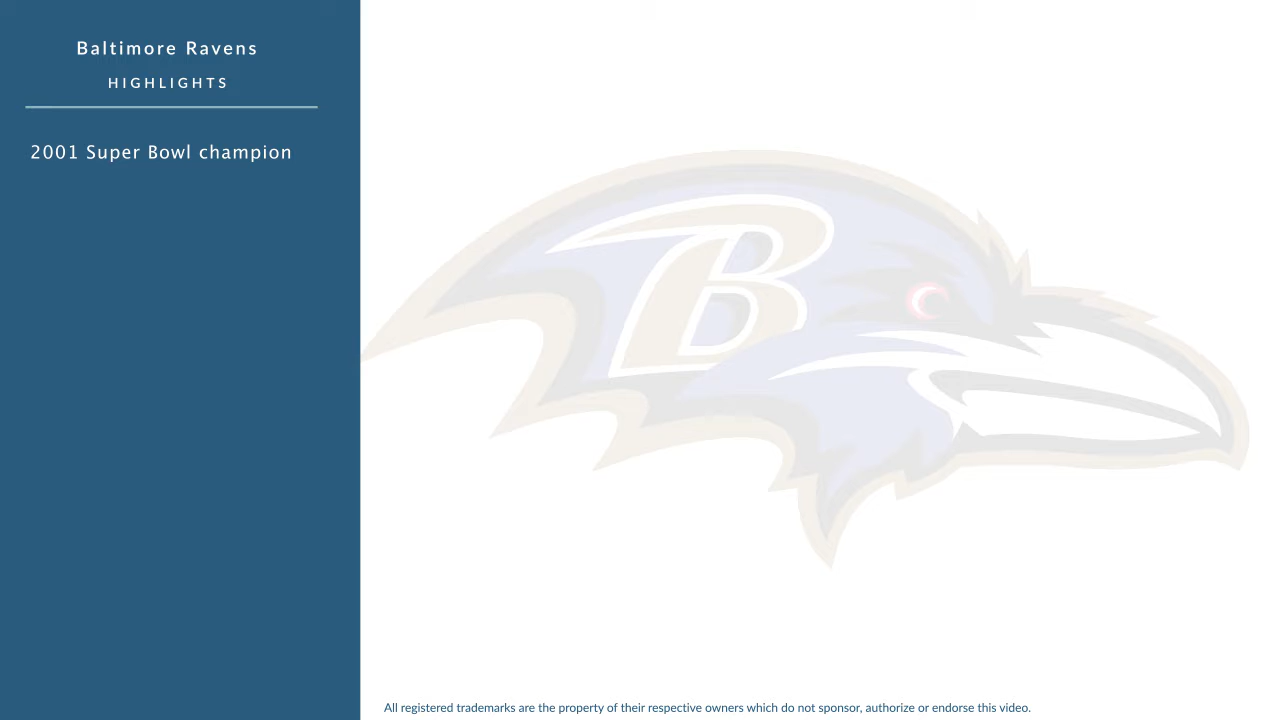 Baltimore Ravens
HIGHLIGHTS
2001 Super Bowl champion
B
All registered trademarks are the property of their respective owners which do not sponsor, authorize or endorse this video.